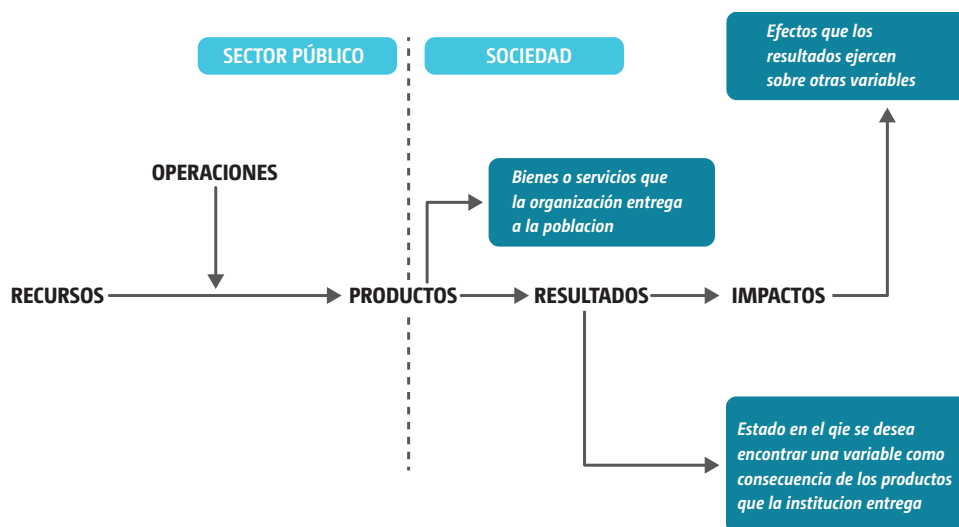 SECTOR PÚBLICO
SOCIEDAD
Efectos que los
resultados ejercen
sobre otras variables
OPERACIONES
Bienes o servicios que
la organización entrega
a la poblacion
RECURSOS
PRODUCTOS
RESULTADOS
IMPACTOS
Estado en el qie se desea
encontrar una variable como
consecuencia de los productos
que la institucion entrega